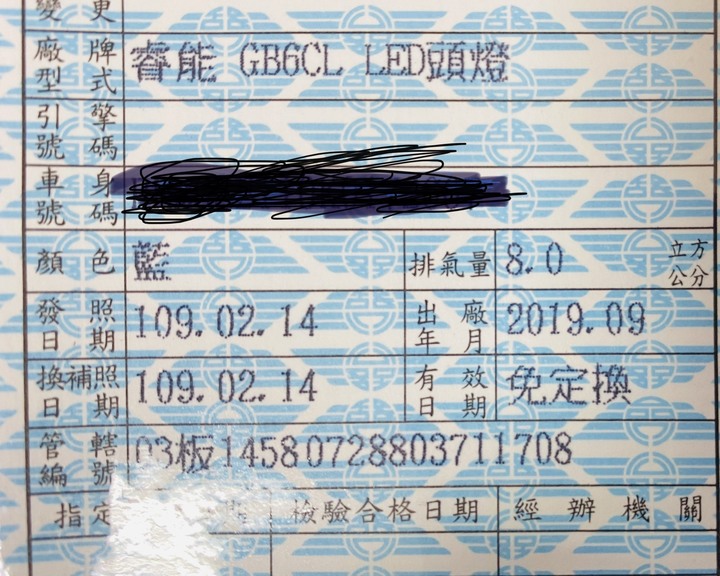 變更
廠牌型式 睿能 GB6CL LED頭燈
引擎號碼
車身號碼
顏色 藍 排氣量 8.0 立方公分
發照日期 109.02.14 出廠年月 2019.09
換補照日期 109.02.14 有效日期 免定換
管轄編號 03板14580728803711708
指定 檢驗合格日期 經辦機關